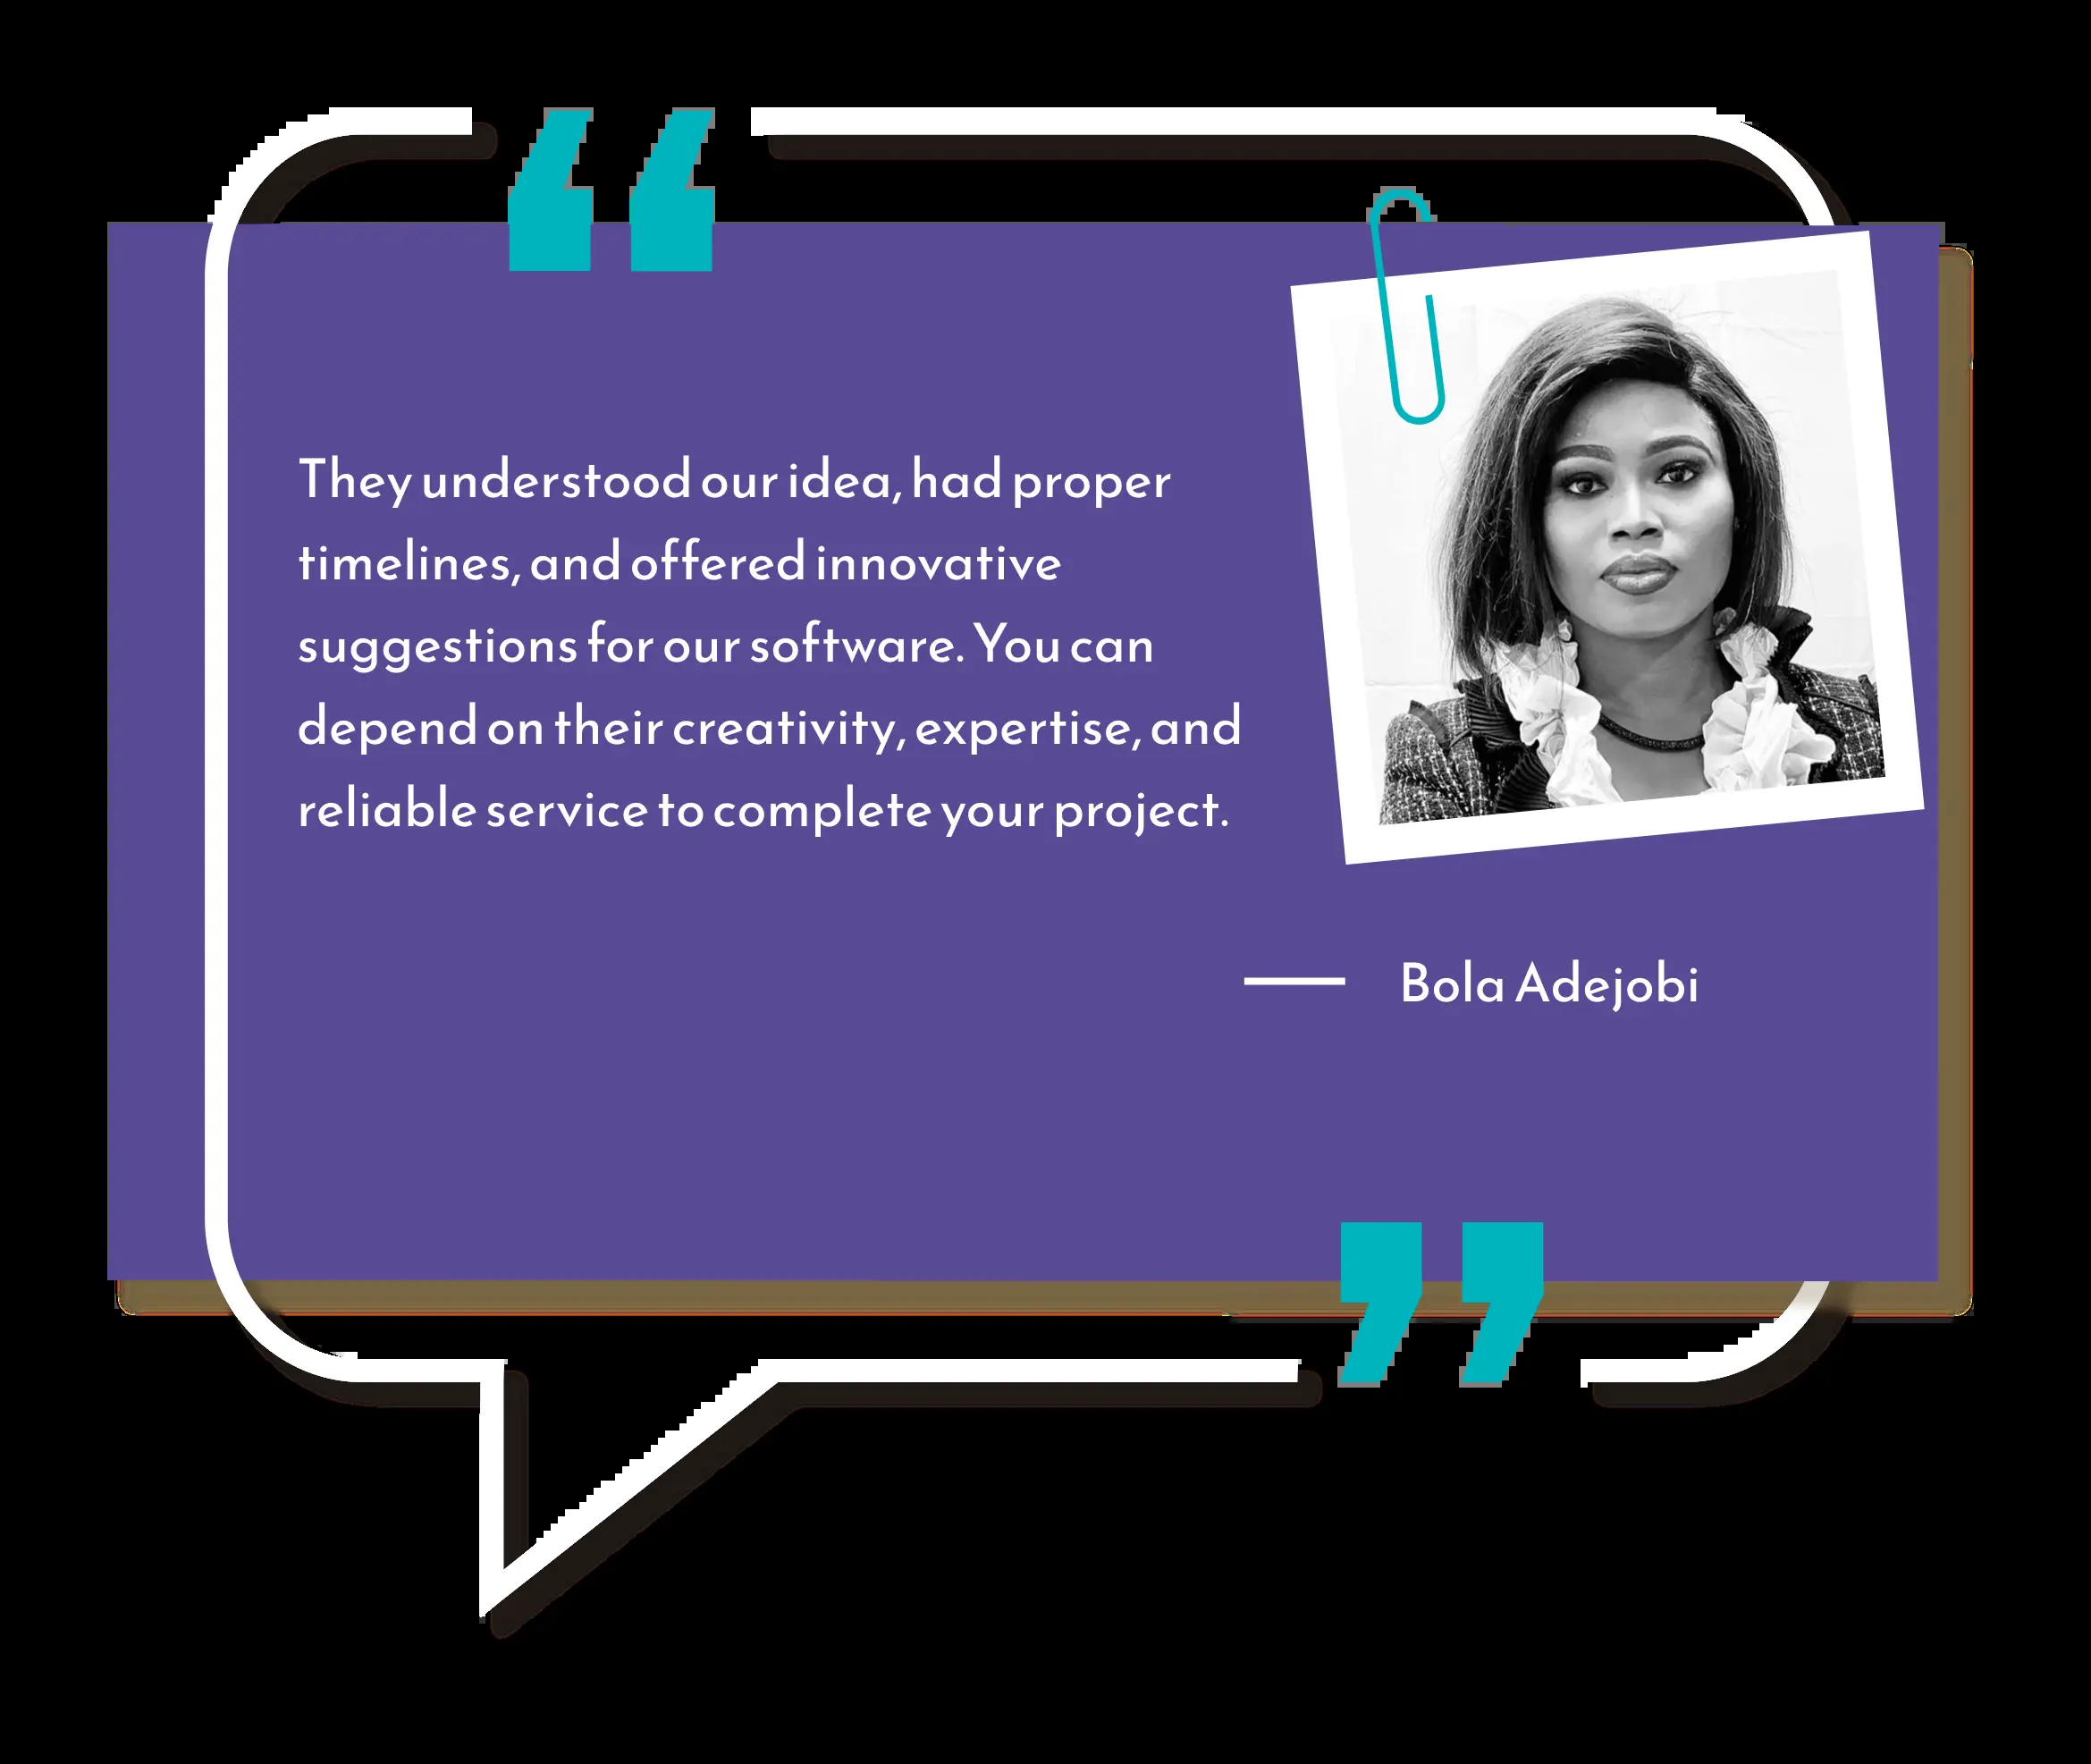 They understood our idea, had proper
timelines, and offered innovative
suggestions for our software. You can
depend on their creativity, expertise, and
reliable service to complete your project.
— Bola Adejobi